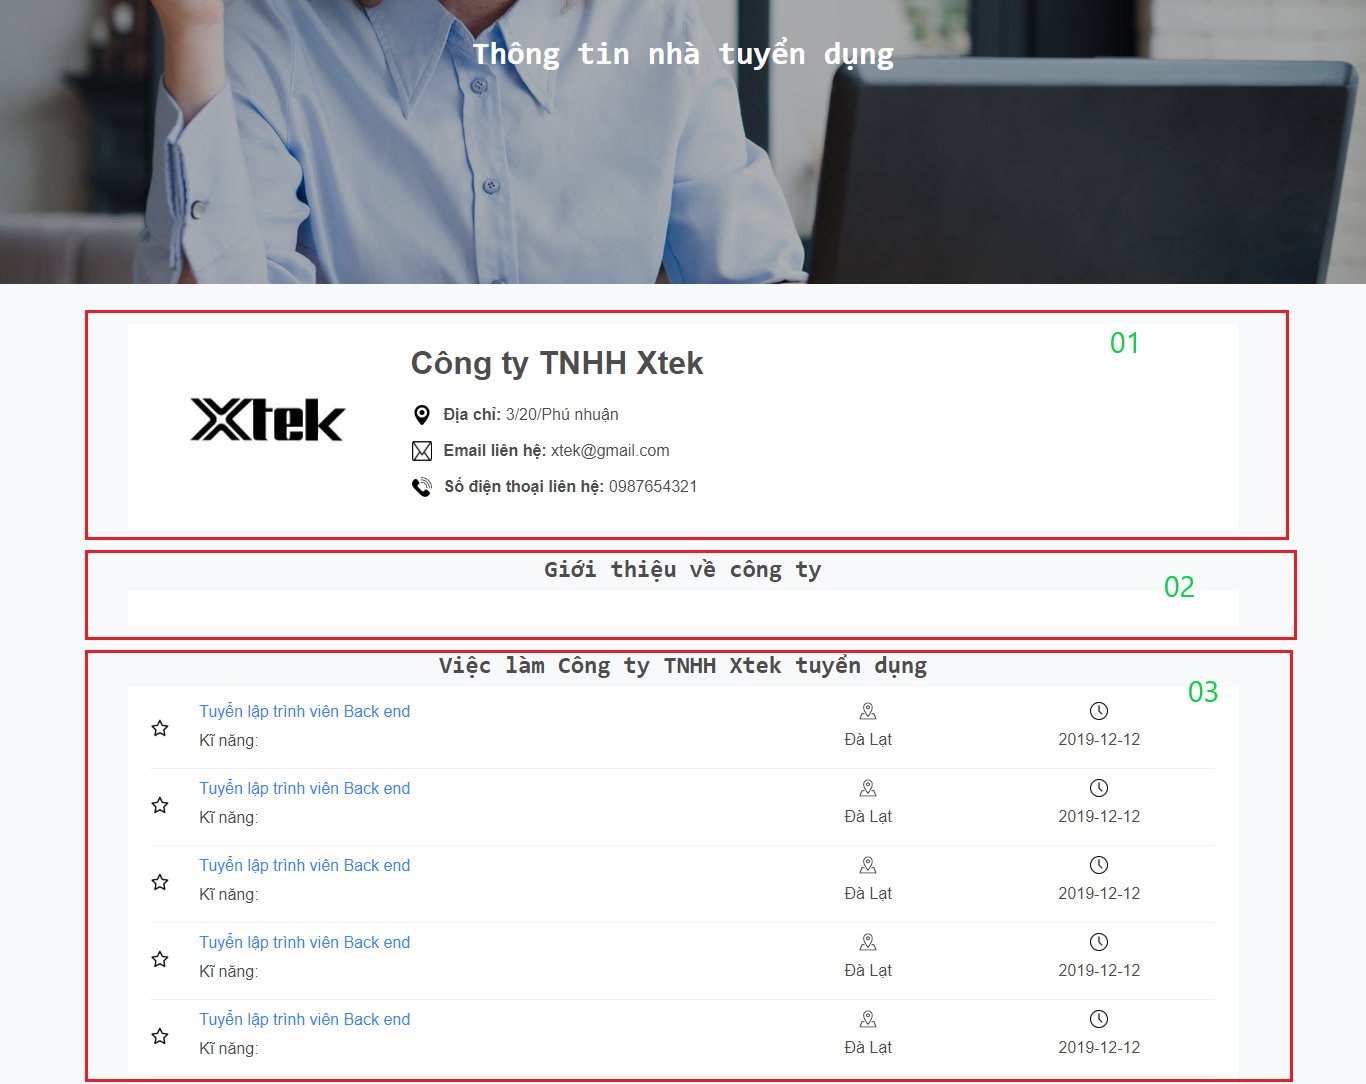 Thông tin nhà tuyển dụng
01
Công ty TNHH Xtek
Xtek
Địa chỉ: 3/20/Phú nhuận
Email liên hệ: xtek@gmail.com
Số điện thoại liên hệ: 0987654321
Giới thiệu về công ty
02
Việc làm Công ty TNHH Xtek tuyển dụng
03
Tuyển lập trình viên Back end
Kĩ năng:
Đà Lạt
2019-12-12
Tuyển lập trình viên Back end
Kĩ năng:
Đà Lạt
2019-12-12
Tuyển lập trình viên Back end
Kĩ năng:
Đà Lạt
2019-12-12
Tuyển lập trình viên Back end
Kĩ năng:
Đà Lạt
2019-12-12
Tuyển lập trình viên Back end
Kĩ năng:
Đà Lạt
2019-12-12